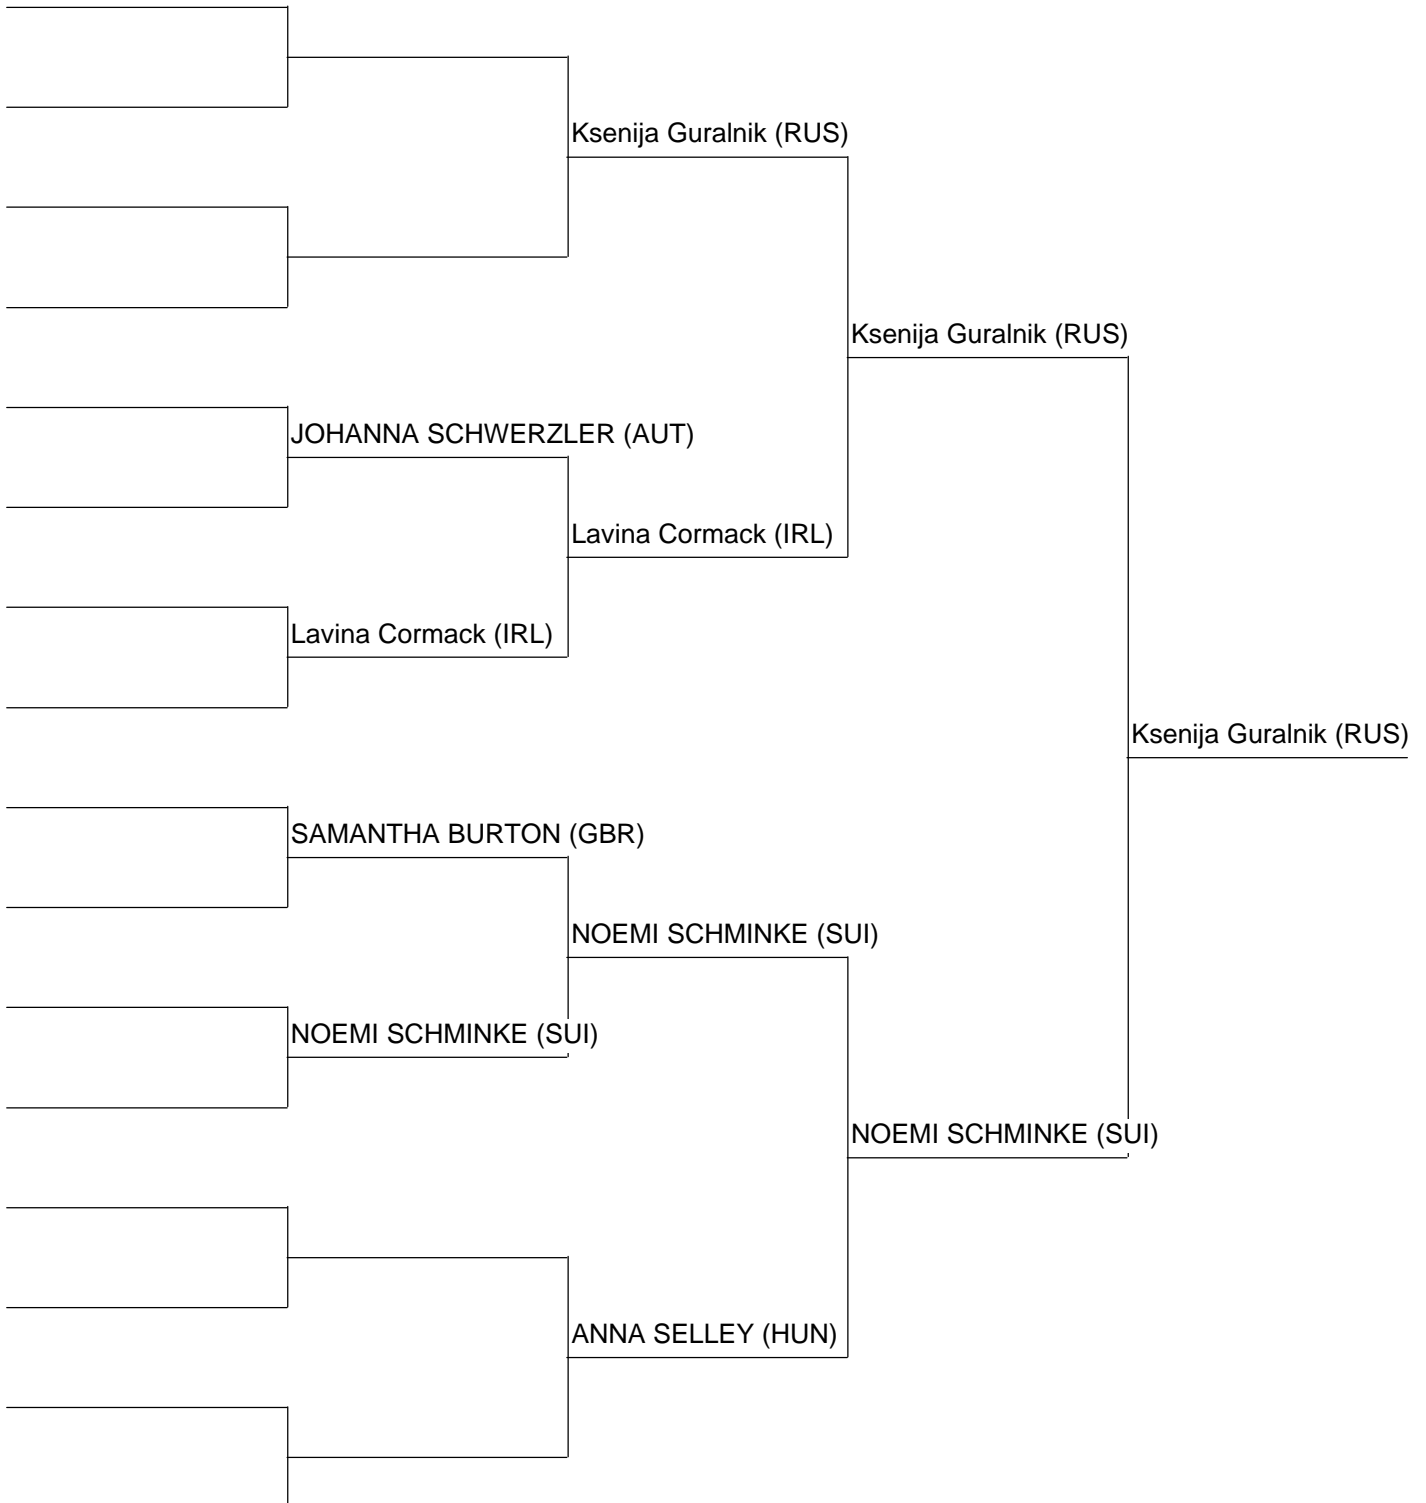 Ksenija Guralnik (RUS)
Ksenija Guralnik (RUS)
JOHANNA SCHWERZLER (AUT)
Lavina Cormack (IRL)
Lavina Cormack (IRL)
Ksenija Guralnik (RUS)
SAMANTHA BURTON (GBR)
NOEMI SCHMINKE (SUI)
NOEMI SCHMINKE (SUI)
NOEMI SCHMINKE (SUI)
ANNA SELLEY (HUN)